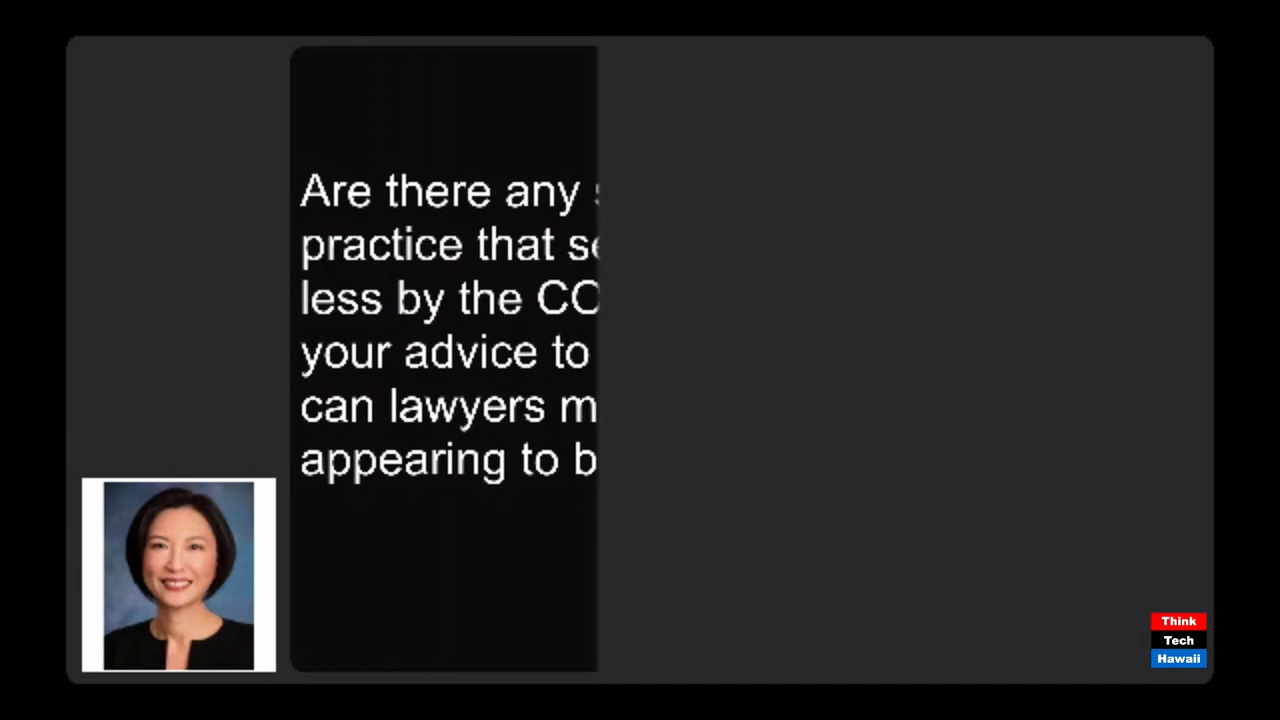 Are there any
practice that
less by the
your advice to
can lawyers
appearing to
Think
Tech
Hawaii